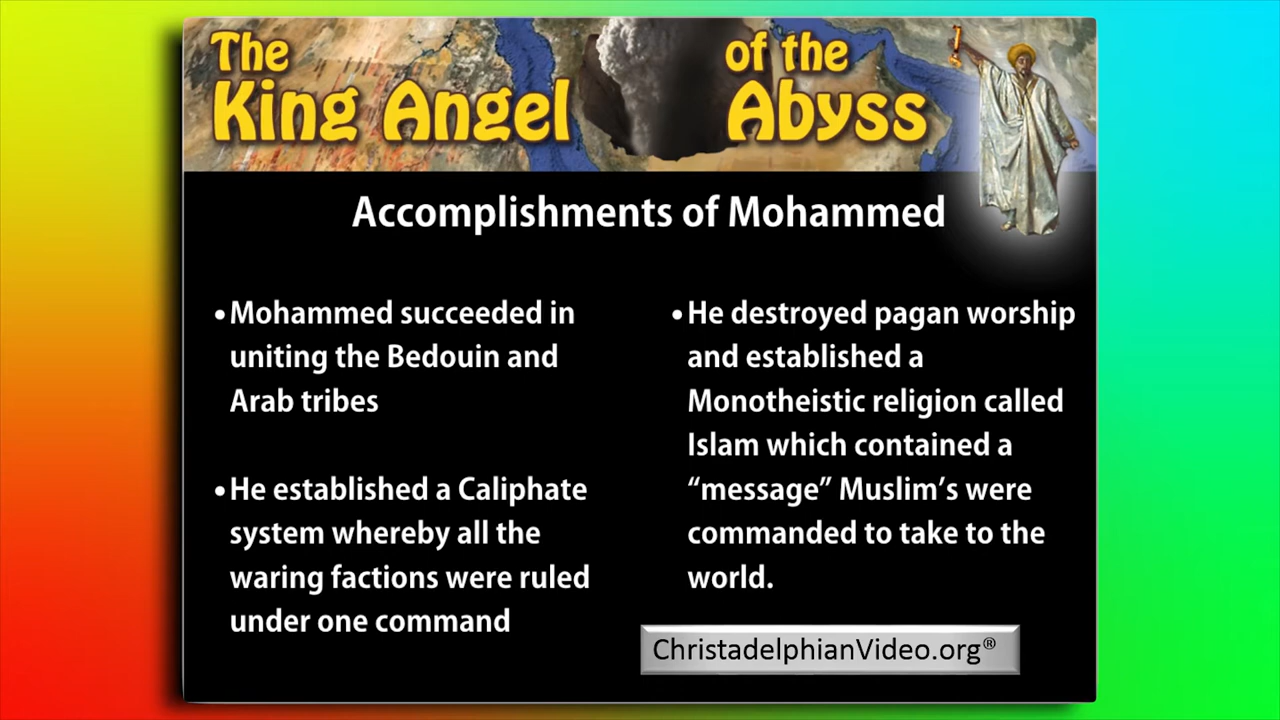 The of the
King Angel Abyss
Accomplishments of Mohammed
•Mohammed succeeded in
uniting the Bedouin and
Arab tribes
•He established a Caliphate
system whereby all the
waring factions were ruled
under one command
•He destroyed pagan worship
and established a
Monotheistic religion called
Islam which contained a
“message” Muslim’s were
commanded to take to the
world.
ChristadelphianVideo.org®